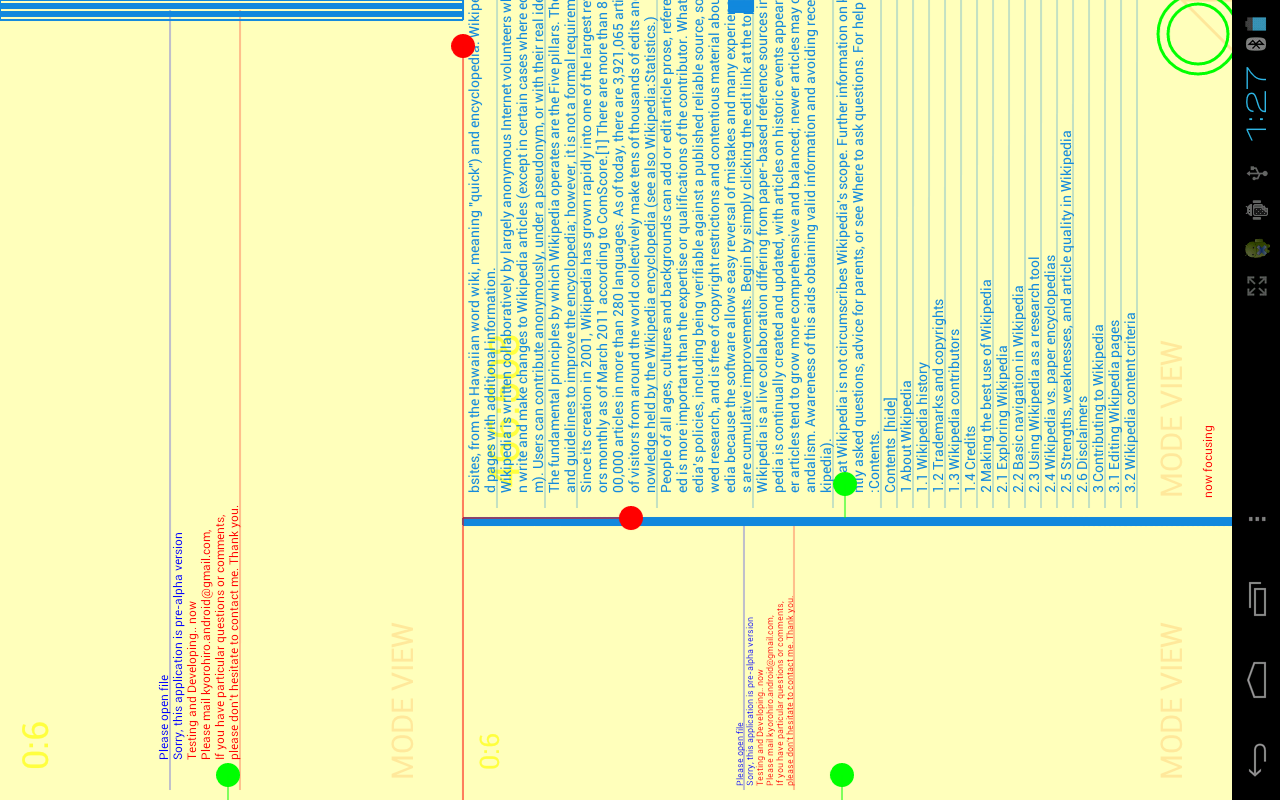 0:6
Please open file
Sorry, this application is pre-alpha version
Testing and Developing.. now
Please mail kyorohiro.android@gmail.com,
If you have particular questions or comments,
please don't hesitate to contact me. Thank you.
MODE VIEW
bsites, from the Hawaiian word wiki, meaning "quick") and encyclopedia. Wikipe
d pages with additional information.
Wikipedia is written collaboratively by largely anonymous Internet volunteers wh
n write and make changes to Wikipedia articles (except in certain cases where ed
m). Users can contribute anonymously, under a pseudonym, or with their real ide
The fundamental principles by which Wikipedia operates are the Five pillars. The
and guidelines to improve the encyclopedia; however, it is not a formal requirem
Since its creation in 2001, Wikipedia has grown rapidly into one of the largest re
ors monthly as of March 2011 according to ComScore.[1] There are more than 8
00,000 articles in more than 280 languages. As of today, there are 3,921,065 arti
of visitors from around the world collectively make tens of thousands of edits an
nowledge held by the Wikipedia encyclopedia (see also Wikipedia:Statistics.)
People of all ages, cultures and backgrounds can add or edit article prose, refere
ed is more important than the expertise or qualifications of the contributor. What
edia's policies, including being verifiable against a published reliable source, so
wed research, and is free of copyright restrictions and contentious material abou
edia because the software allows easy reversal of mistakes and many experie
s are cumulative improvements. Begin by simply clicking the edit link at the to
Wikipedia is a live collaboration differing from paper-based reference sources in
pedia is continually created and updated, with articles on historic events appear
er articles tend to grow more comprehensive and balanced; newer articles may c
andalism. Awareness of this aids obtaining valid information and avoiding rece
kipedia).
at Wikipedia is not circumscribes Wikipedia's scope. Further information on k
ntly asked questions, advice for parents, or see Where to ask questions. For help
:Contents.
Contents [hide]
1 About Wikipedia
1.1 Wikipedia history
1.2 Trademarks and copyrights
1.3 Wikipedia contributors
1.4 Credits
2 Making the best use of Wikipedia
2.1 Exploring Wikipedia
2.2 Basic navigation in Wikipedia
2.3 Using Wikipedia as a research tool
2.4 Wikipedia vs. paper encyclopedias
2.5 Strengths, weaknesses, and article quality in Wikipedia
2.6 Disclaimers
3 Contributing to Wikipedia
3.1 Editing Wikipedia pages
3.2 Wikipedia content criteria
MODE VIEW
now focusing
0:6
Please open file
Sorry, this application is pre-alpha version
Testing and Developing.. now
Please mail kyorohiro.android@gmail.com,
If you have particular questions or comments,
please don't hesitate to contact me. Thank you.
MODE VIEW
1:27